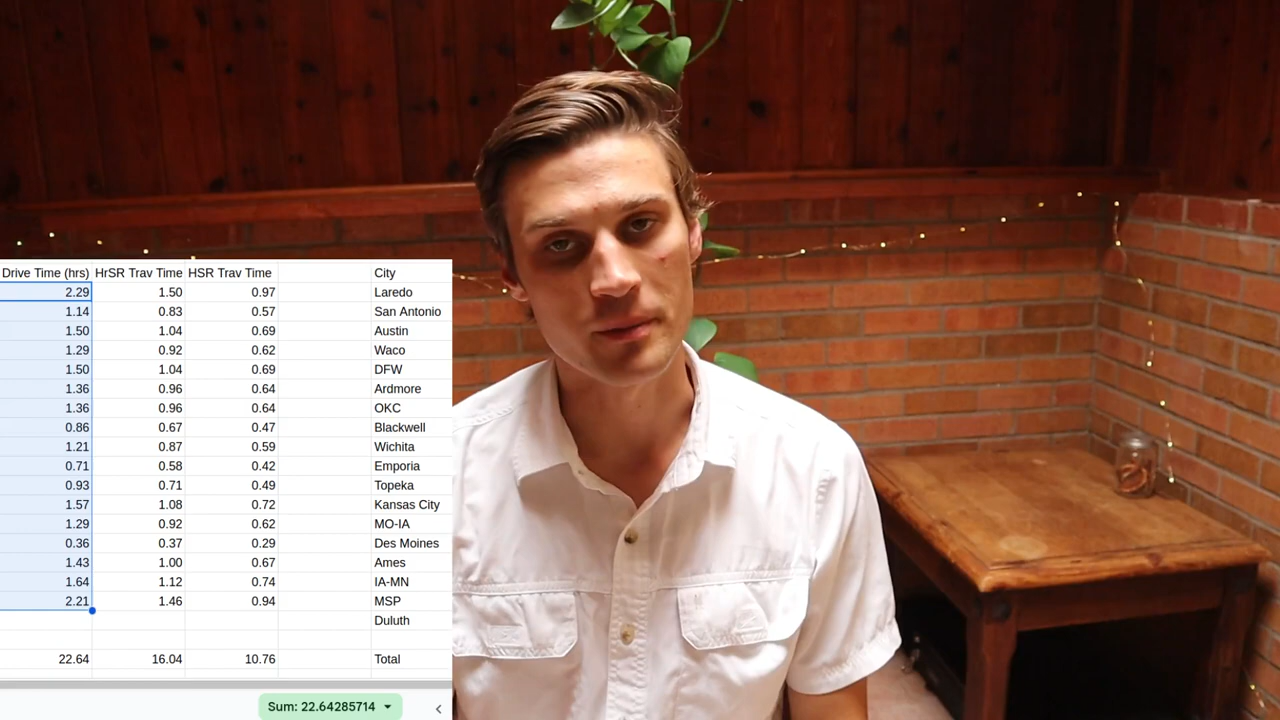 Drive Time (hrs) HrSR Trav Time HSR Trav Time City
2.29 1.50 0.97 Laredo
1.14 0.83 0.57 San Antonio
1.50 1.04 0.69 Austin
1.29 0.92 0.62 Waco
1.50 1.04 0.69 DFW
1.36 0.96 0.64 Ardmore
1.36 0.96 0.64 OKC
0.86 0.67 0.47 Blackwell
1.21 0.87 0.59 Wichita
0.71 0.58 0.42 Emporia
0.93 0.71 0.49 Topeka
1.57 1.08 0.72 Kansas City
1.29 0.92 0.62 MO-IA
0.36 0.37 0.29 Des Moines
1.43 1.00 0.67 Ames
1.64 1.12 0.74 IA-MN
2.21 1.46 0.94 MSP
Duluth
22.64 16.04 10.76 Total
Sum: 22.64285714